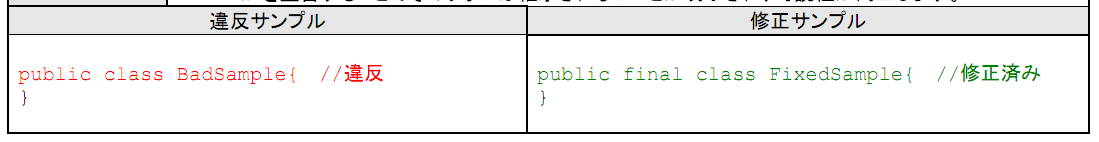 違反サンプル
修正サンプル
public class BadSample{  //違反
}
public final class FixedSample{  //修正済み
}